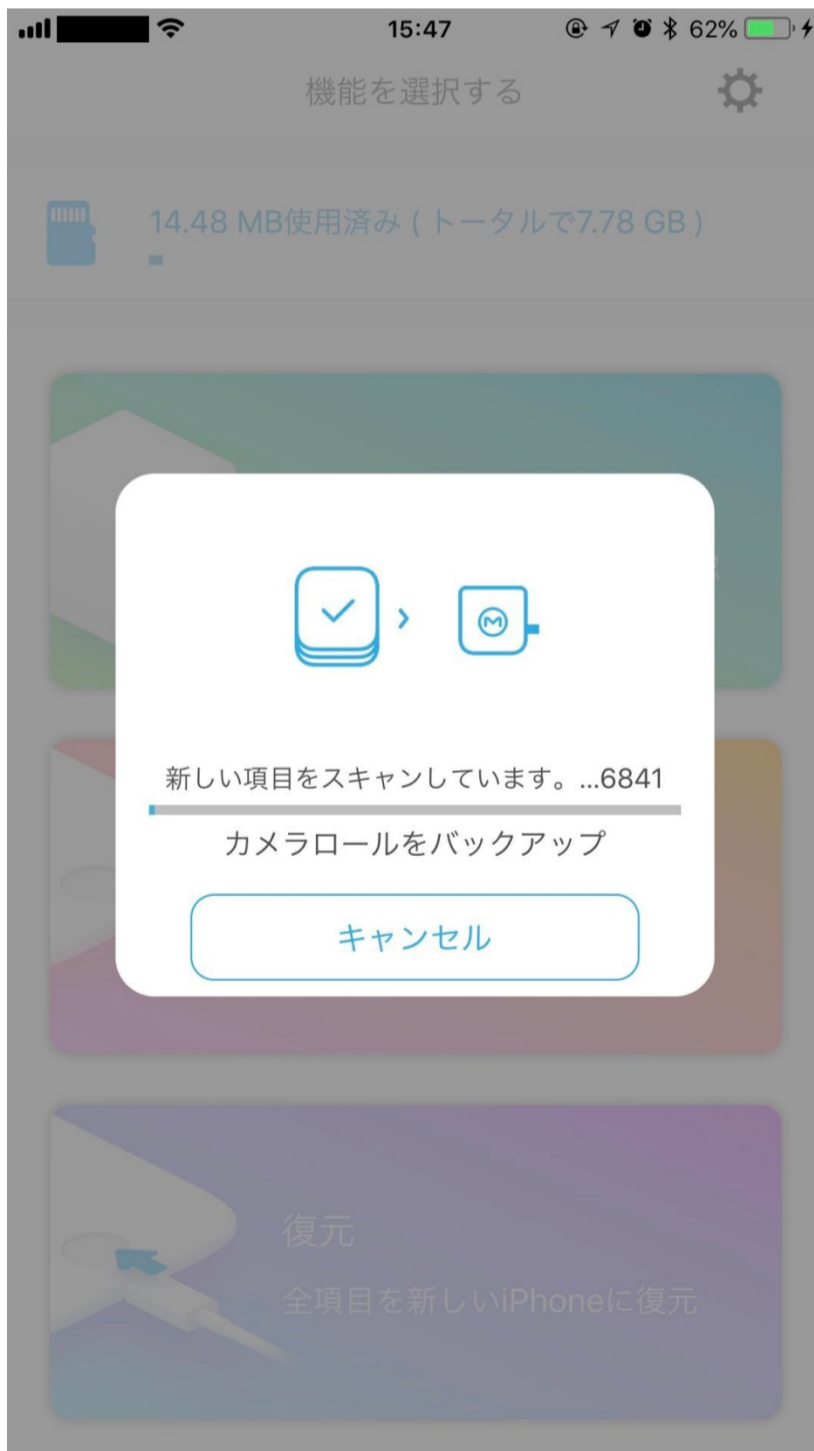 15:47
62%
機能を選択する
14.48 MB使用済み ( トータルで7.78 GB )
新しい項目をスキャンしています。...6841
カメラロールをバックアップ
キャンセル
復元
全項目を新しいiPhoneに復元